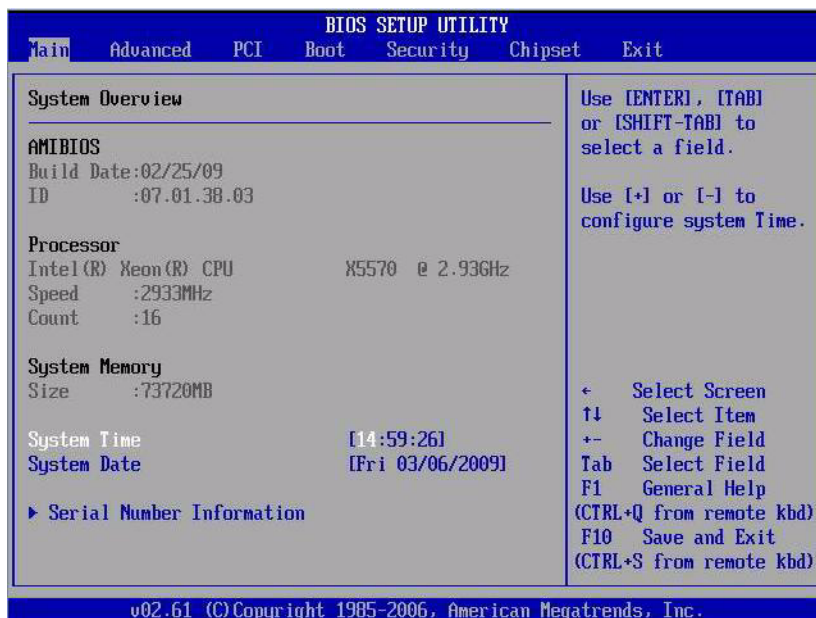 BIOS SETUP UTILITY
Main Advanced PCI Boot Security Chipset Exit
System Overview
AMIBIOS
Build Date:02/25/09
ID :07.01.38.03
Processor
Intel(R) Xeon(R) CPU X5570 @ 2.93GHz
Speed :2933MHz
Count :16
System Memory
Size :73720MB
System Time [14:59:26]
System Date [Fri 03/06/2009]
▶ Serial Number Information
Use [ENTER], [TAB]
or [SHIFT-TAB] to
select a field.
Use [+] or [-] to
configure system Time.
← Select Screen
↑↓ Select Item
+- Change Field
Tab Select Field
F1 General Help
(CTRL+Q from remote kbd)
F10 Save and Exit
(CTRL+S from remote kbd)
v02.61 (C)Copyright 1985-2006, American Megatrends, Inc.